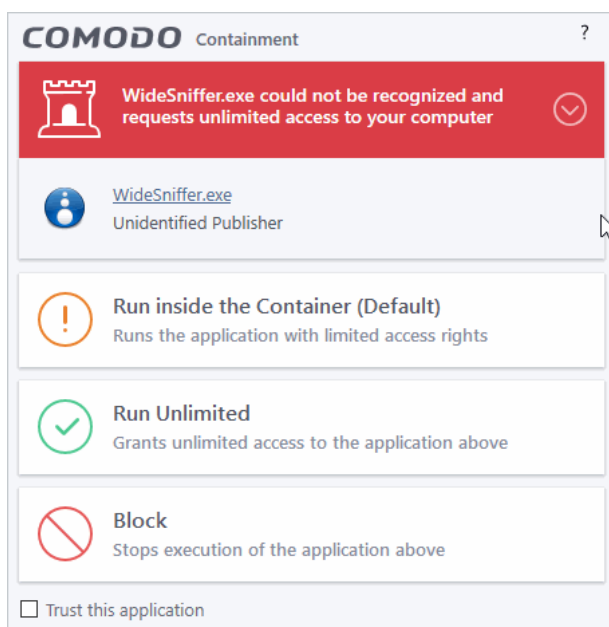 COMODO Containment ?
WideSniffer.exe could not be recognized and
requests unlimited access to your computer
WideSniffer.exe
Unidentified Publisher
Run inside the Container (Default)
Runs the application with limited access rights
Run Unlimited
Grants unlimited access to the application above
Block
Stops execution of the application above
Trust this application